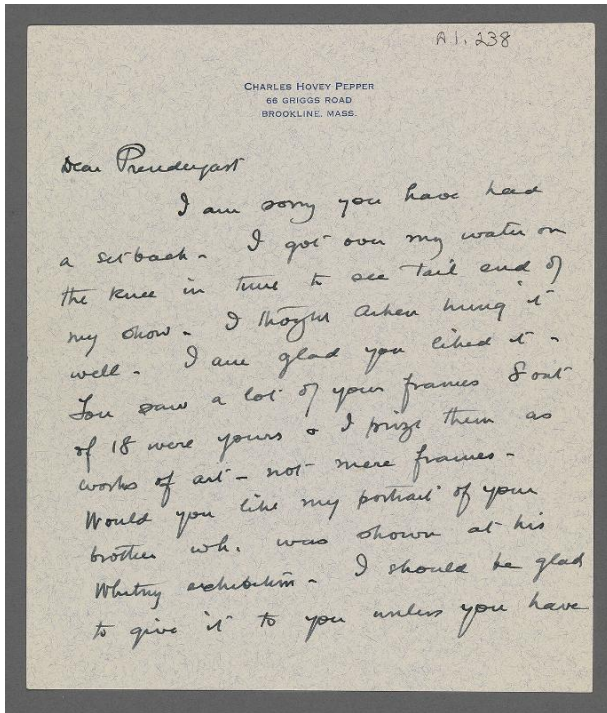 A1.238
CHARLES HOVEY PEPPER
66 GRIGGS ROAD
BROOKLINE, MASS.
Dear Prendergast
I am sorry you have had
a setback - I got over my water on
the knee in time to see tail end of
my show - I thought Aiken hung it
well - I am glad you liked it -
You saw a lot of your frames 8 out
of 18 were yours & I prize them as
works of art - not mere frames -
Would you like my portrait of your
brother wh. was shown at his
Whitny exhibition - I should be glad
to give it to you unless you have